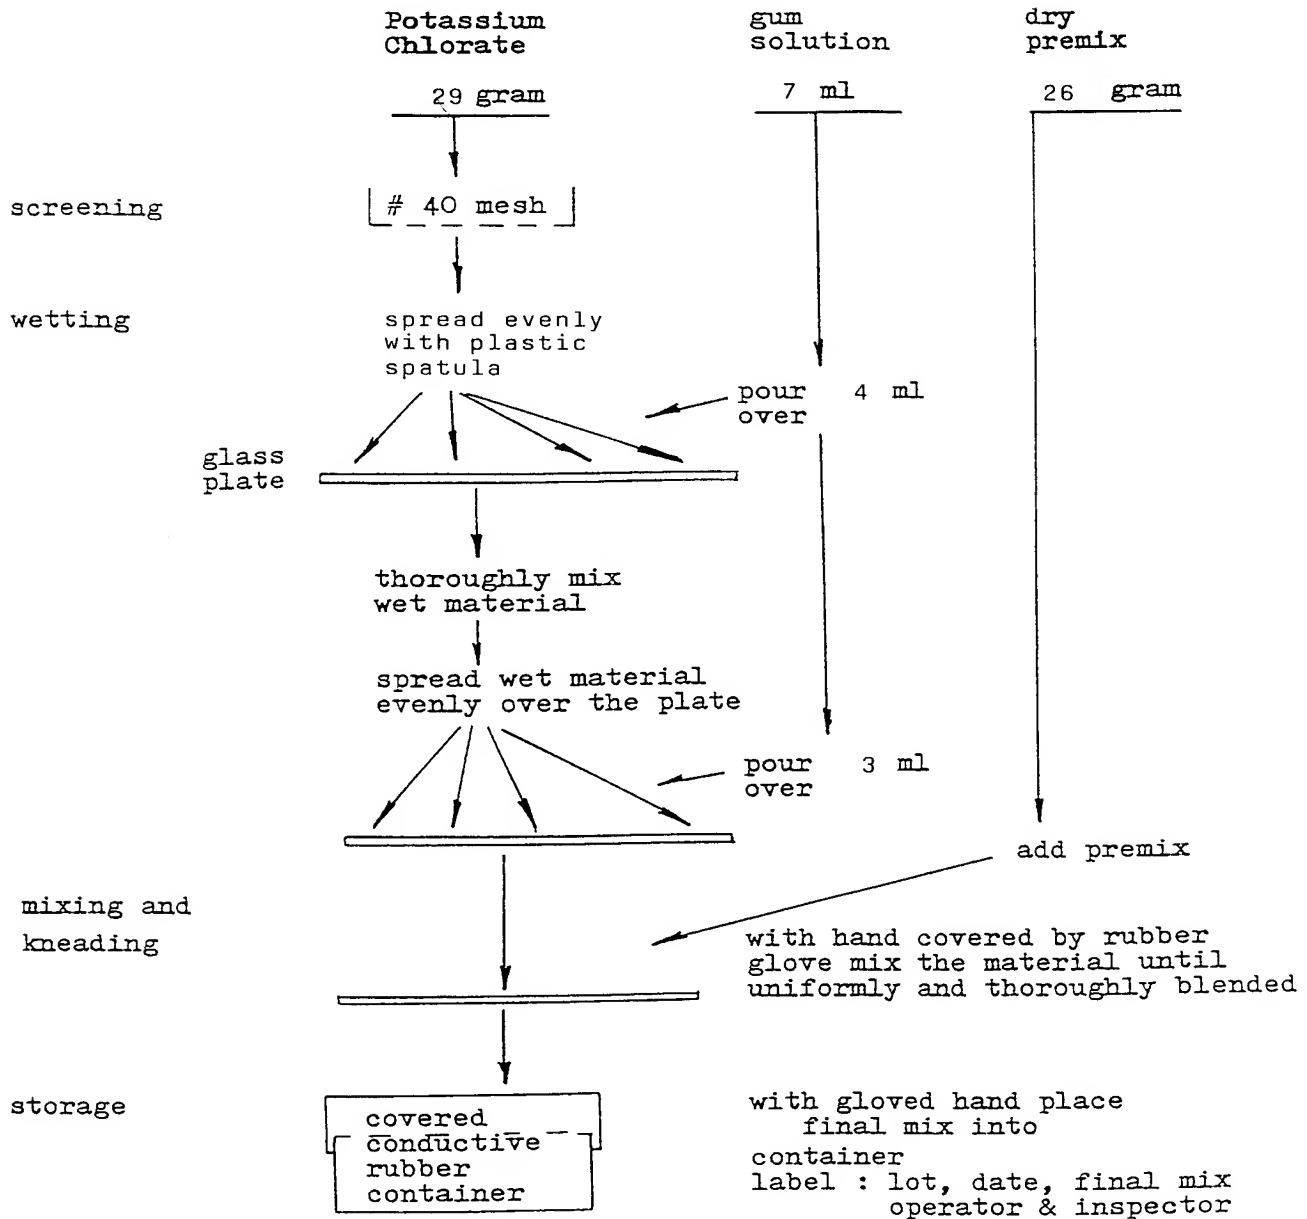 Potassium
Chlorate
gum
solution
dry
premix
29 gram
7 ml
26 gram
screening
# 40 mesh
wetting
spread evenly
with plastic
spatula
pour 4 ml
over
glass
plate
thoroughly mix
wet material
spread wet material
evenly over the plate
pour 3 ml
over
add premix
mixing and
kneading
with hand covered by rubber
glove mix the material until
uniformly and thoroughly blended
storage
covered
conductive
rubber
container
with gloved hand place
final mix into
container
label : lot, date, final mix
operator & inspector